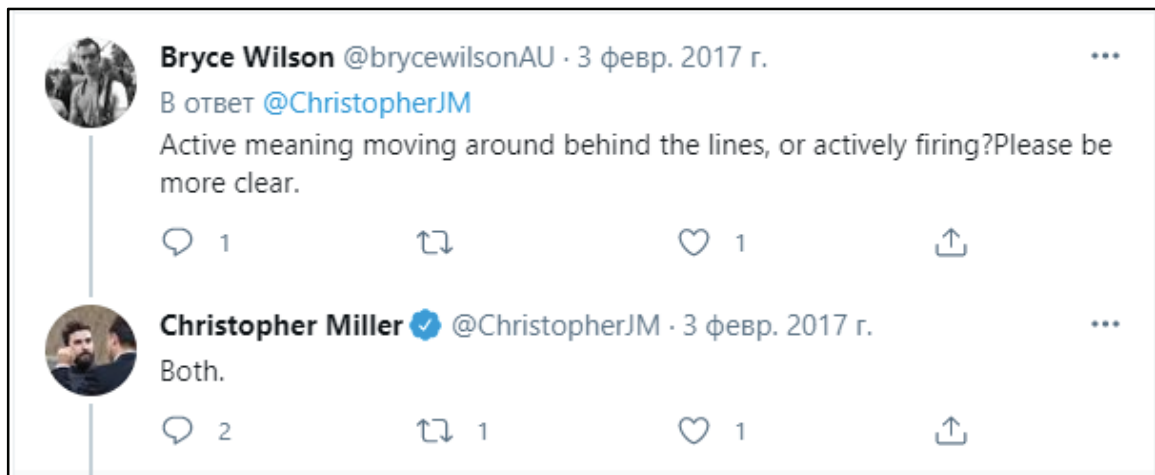 Bryce Wilson @brycewilsonAU · 3 февр. 2017 г.
В ответ @ChristopherJM
Active meaning moving around behind the lines, or actively firing?Please be
more clear.
1 1
Christopher Miller @ChristopherJM · 3 февр. 2017 г.
Both.
2 1 1